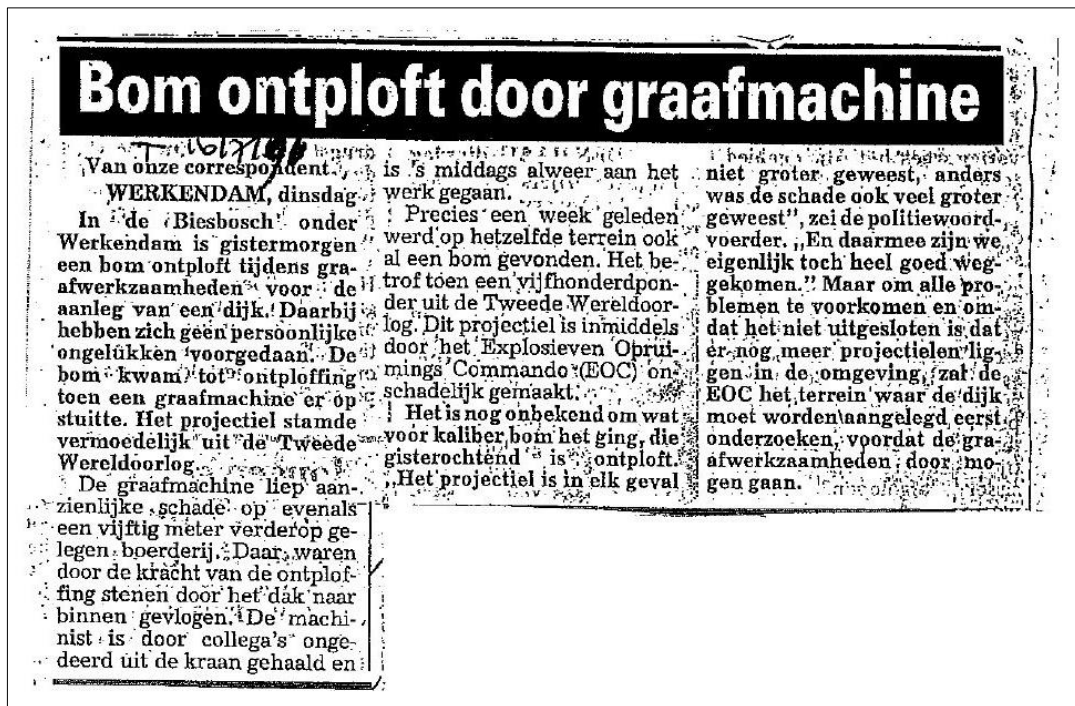 Bom ontploft door graafmachine
Van onze correspondent
WERKENDAM, dinsdag
In de Biesbosch onder
Werkendam is gistermorgen
een bom ontploft tijdens gra-
afwerkzaamheden voor de
aanleg van een dijk. Daarbij
hebben zich geen persoonlijke
ongelukken voorgedaan. De
bom kwam tot ontploffing
toen een graafmachine er op
stuitte. Het projectiel stamde
vermoedelijk uit de Tweede
Wereldoorlog.
De graafmachine liep aan-
zienlijke schade op evenals
een vijftig meter verderop ge-
legen boerderij. Daar waren
door de kracht van de ontplof-
fing stenen door het dak naar
binnen gevlogen. De machi-
nist is door collega's onge-
deerd uit de kraan gehaald en
is 's middags alweer aan het
werk gegaan.
Precies een week geleden
werd op hetzelfde terrein ook
al een bom gevonden. Het be-
trof toen een vijfhonderdpon-
der uit de Tweede Wereldoor-
log. Dit projectiel is inmiddels
door het Explosieven Oprui-
mings Commando (EOC) on-
schadelijk gemaakt.
Het is nog onbekend om wat
voor kaliber bom het ging, die
gisterochtend is ontploft.
„Het projectiel is in elk geval
niet groter geweest, anders
was de schade ook veel groter
geweest", zei de politiewoord-
voerder. „En daarmee zijn we
eigenlijk toch heel goed weg-
gekomen." Maar om alle pro-
blemen te voorkomen en om-
dat het niet uitgesloten is dat
er nog meer projectielen lig-
gen in de omgeving, zal de
EOC het terrein waar de dijk
moet worden aangelegd eerst
onderzoeken, voordat de gra-
afwerkzaamheden door mo-
gen gaan.